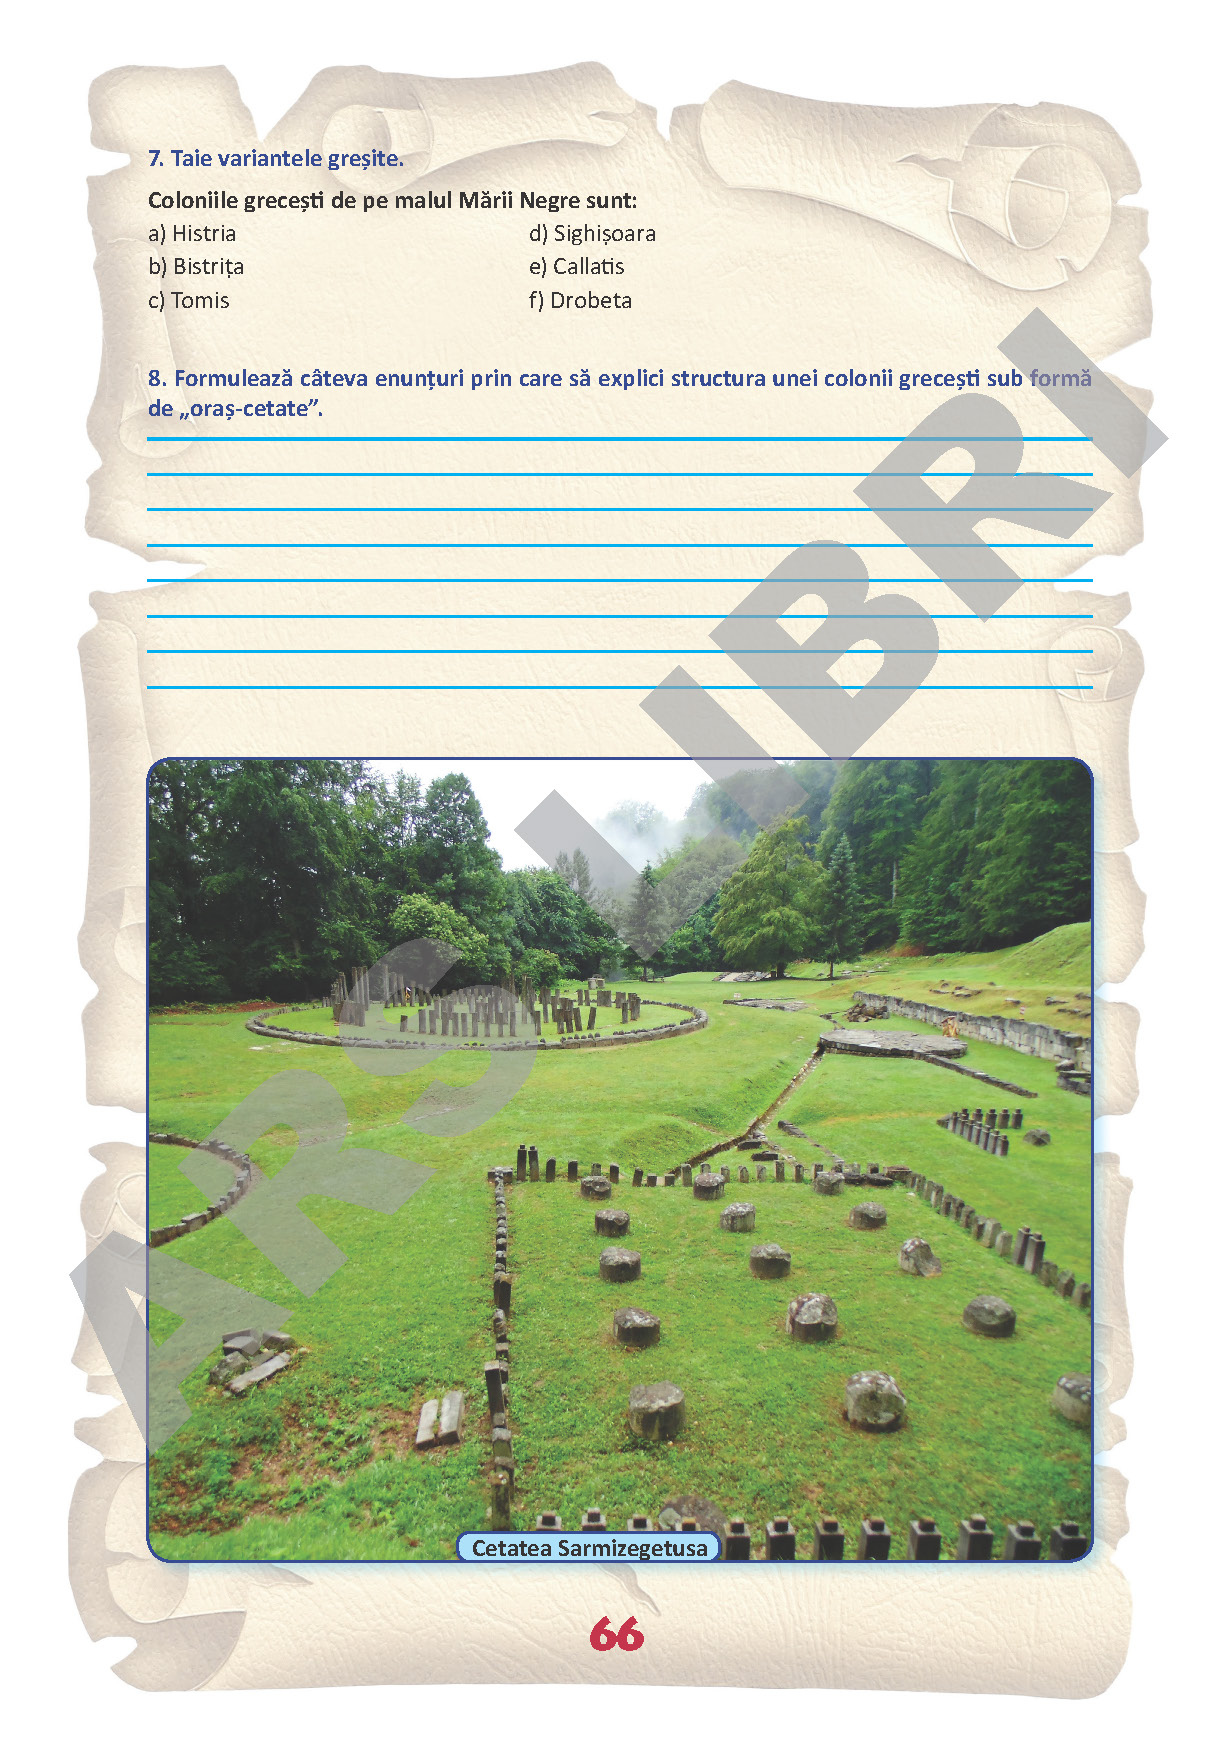 7. Taie variantele greșite.
Coloniile grecești de pe malul Mării Negre sunt:
a) Histria
b) Bistrița
c) Tomis
d) Sighișoara
e) Callatis
f) Drobeta
8. Formulează câteva enunțuri prin care să explici structura unei colonii grecești sub formă
de „oraș-cetate”.
ARS LIBRI
Cetatea Sarmizegetusa
66